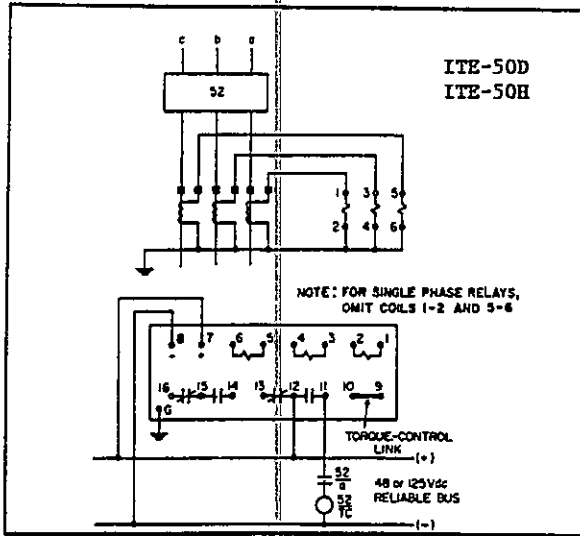 c b a
ITE-50D
ITE-50H
52
1 3 5
2 4 6
NOTE: FOR SINGLE PHASE RELAYS,
OMIT COILS 1-2 AND 5-6
8 7 6 5 4 3 2 1
- +
16 15 14 13 12 11 10 9
G
TORQUE-CONTROL
LINK
(+)
52
a
48 or 125Vdc
52
TC
RELIABLE BUS
(-)